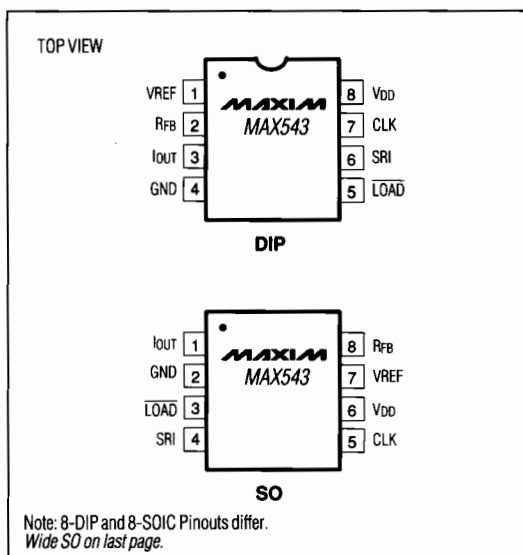 TOP VIEW
VREF 1 8 VDD
MAXIM
RFB 2 MAX543 7 CLK
IOUT 3 6 SRI
GND 4 5 LOAD
DIP
IOUT 1 8 RFB
MAXIM
GND 2 MAX543 7 VREF
LOAD 3 6 VDD
SRI 4 5 CLK
SO
Note: 8-DIP and 8-SOIC Pinouts differ.
Wide SO on last page.